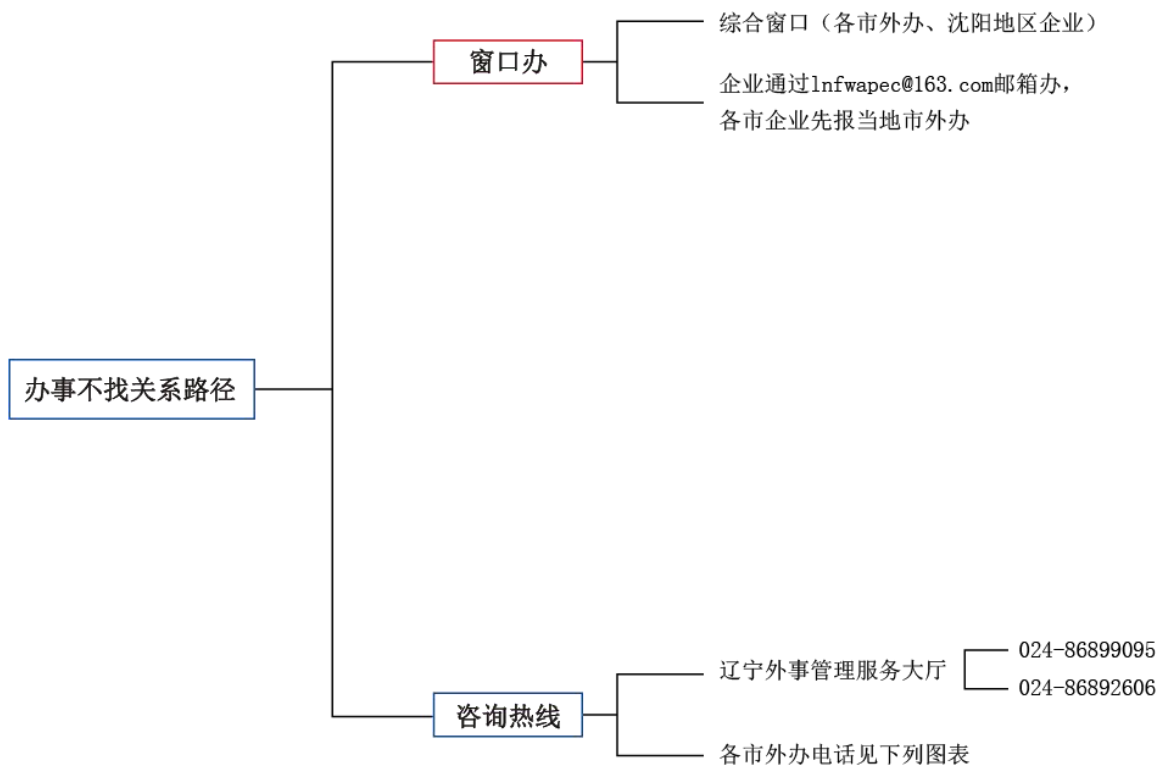 窗口办
综合窗口（各市外办、沈阳地区企业）
企业通过lnfwapec@163.com邮箱办，
各市企业先报当地市外办
办事不找关系路径
咨询热线
辽宁外事管理服务大厅
024-86899095
024-86892606
各市外办电话见下列图表